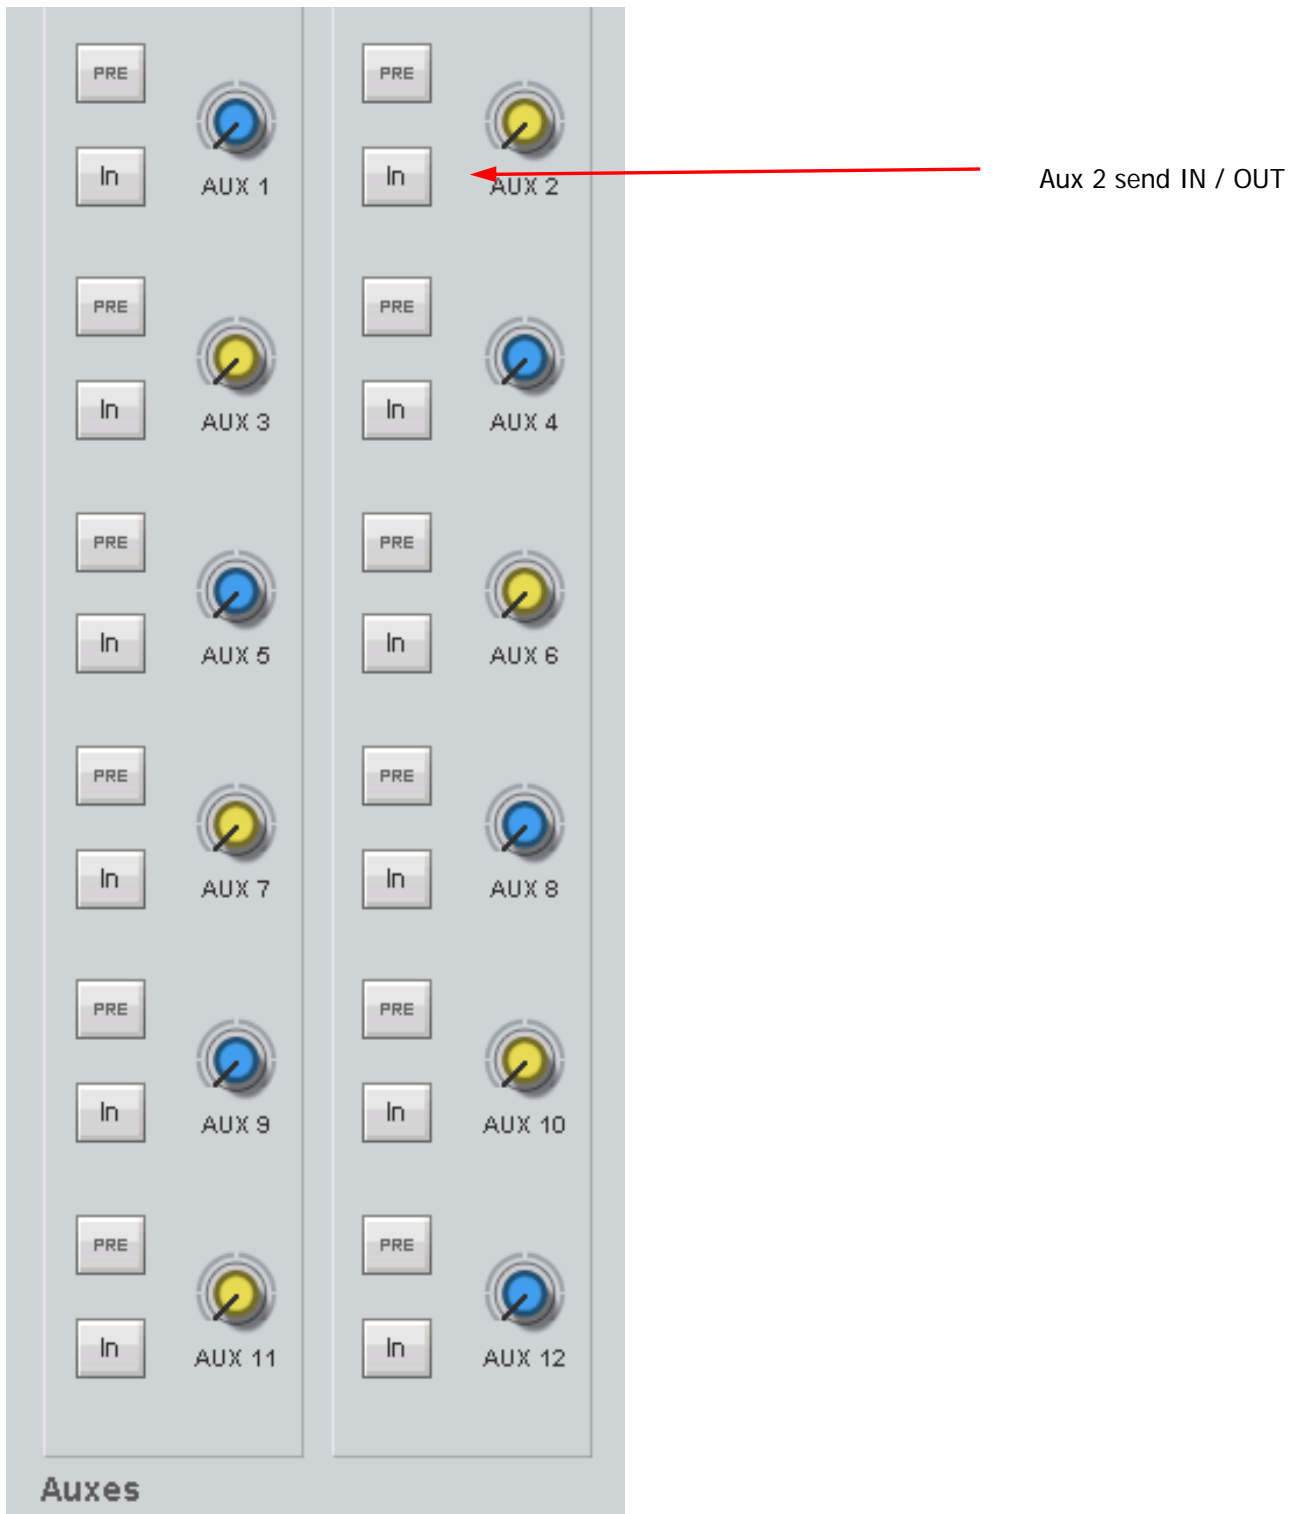 PRE PRE
In AUX 1 In AUX 2 Aux 2 send IN / OUT
PRE PRE
In AUX 3 In AUX 4
PRE PRE
In AUX 5 In AUX 6
PRE PRE
In AUX 7 In AUX 8
PRE PRE
In AUX 9 In AUX 10
PRE PRE
In AUX 11 In AUX 12
Auxes